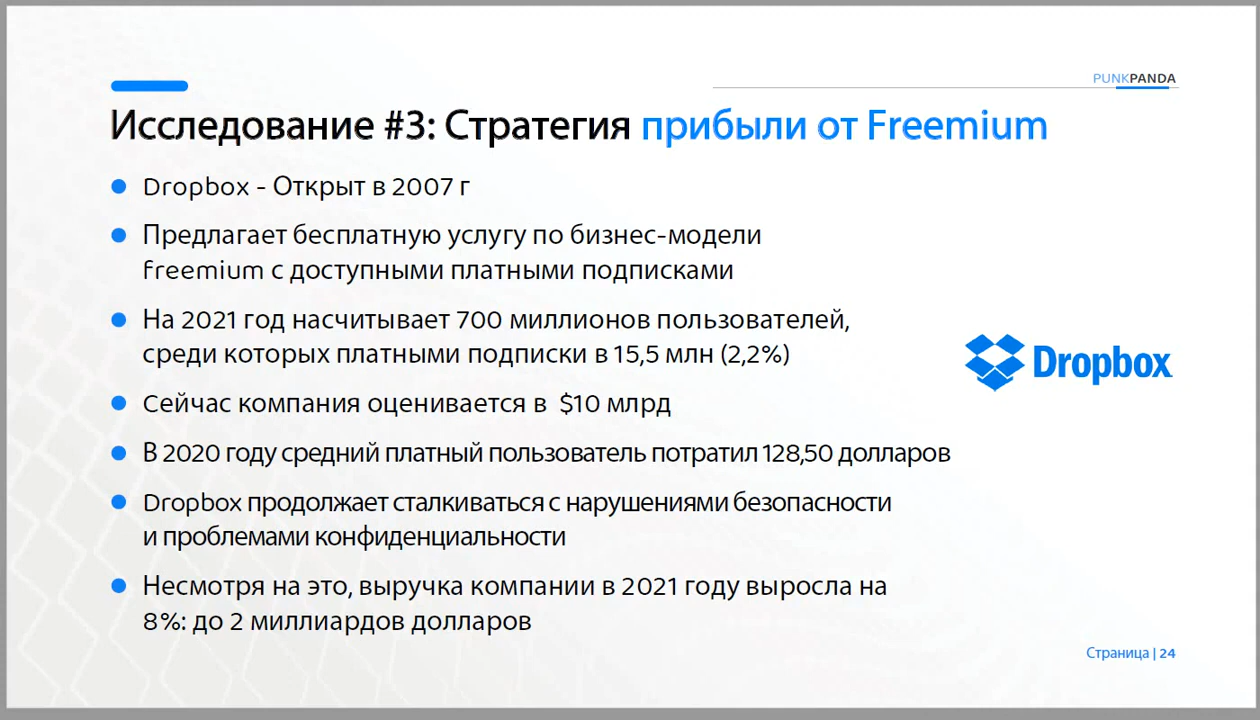 PUNKPANDA
Исследование #3: Стратегия прибыли от Freemium
Dropbox - Открыт в 2007 г
Предлагает бесплатную услугу по бизнес-модели
freemium с доступными платными подписками
На 2021 год насчитывает 700 миллионов пользователей,
среди которых платными подписки в 15,5 млн (2,2%)
Сейчас компания оценивается в $10 млрд
В 2020 году средний платный пользователь потратил 128,50 долларов
Dropbox продолжает сталкиваться с нарушениями безопасности
и проблемами конфиденциальности
Несмотря на это, выручка компании в 2021 году выросла на
8%: до 2 миллиардов долларов
Dropbox
Страница | 24